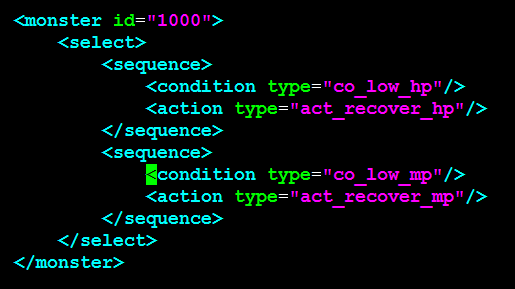 <monster id="1000">
    <select>
        <sequence>
            <condition type="co_low_hp"/>
            <action type="act_recover_hp"/>
        </sequence>
        <sequence>
            <condition type="co_low_mp"/>
            <action type="act_recover_mp"/>
        </sequence>
    </select>
</monster>